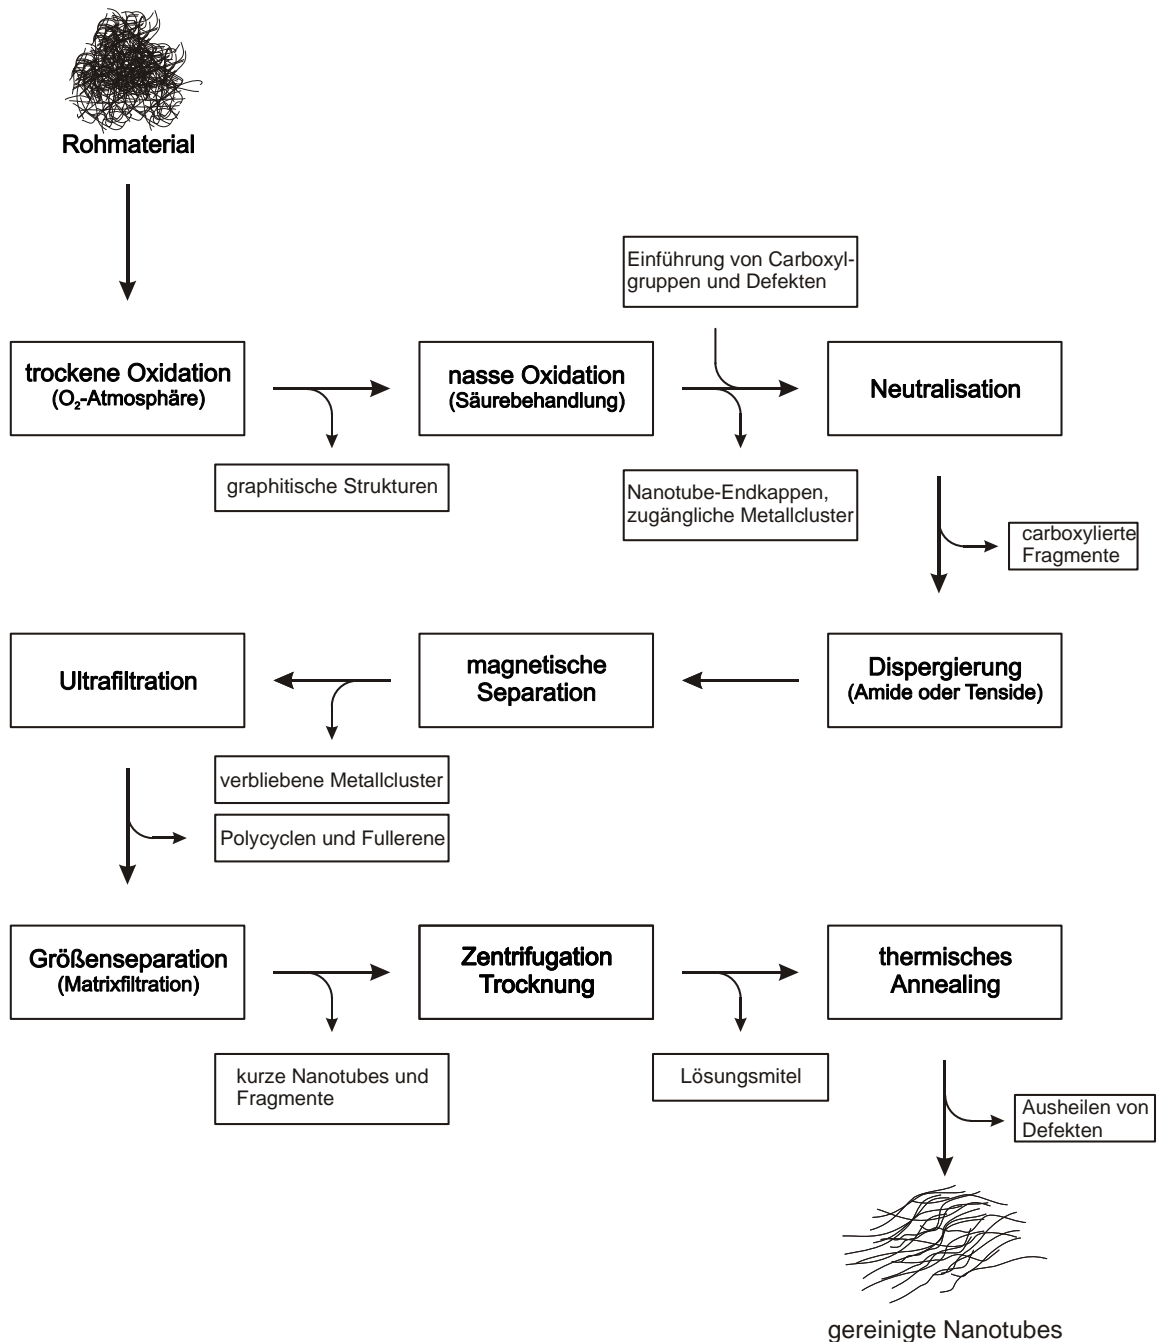 Rohmaterial
Einführung von Carboxyl-
gruppen und Defekten
trockene Oxidation
(O₂-Atmosphäre)
nasse Oxidation
(Säurebehandlung)
Neutralisation
graphitische Strukturen
Nanotube-Endkappen,
zugängliche Metallcluster
carboxylierte
Fragmente
Ultrafiltration
magnetische
Separation
Dispergierung
(Amide oder Tenside)
verbliebene Metallcluster
Polycyclen und Fullerene
Größenseparation
(Matrixfiltration)
Zentrifugation
Trocknung
thermisches
Annealing
kurze Nanotubes und
Fragmente
Lösungsmitel
Ausheilen von
Defekten
gereinigte Nanotubes